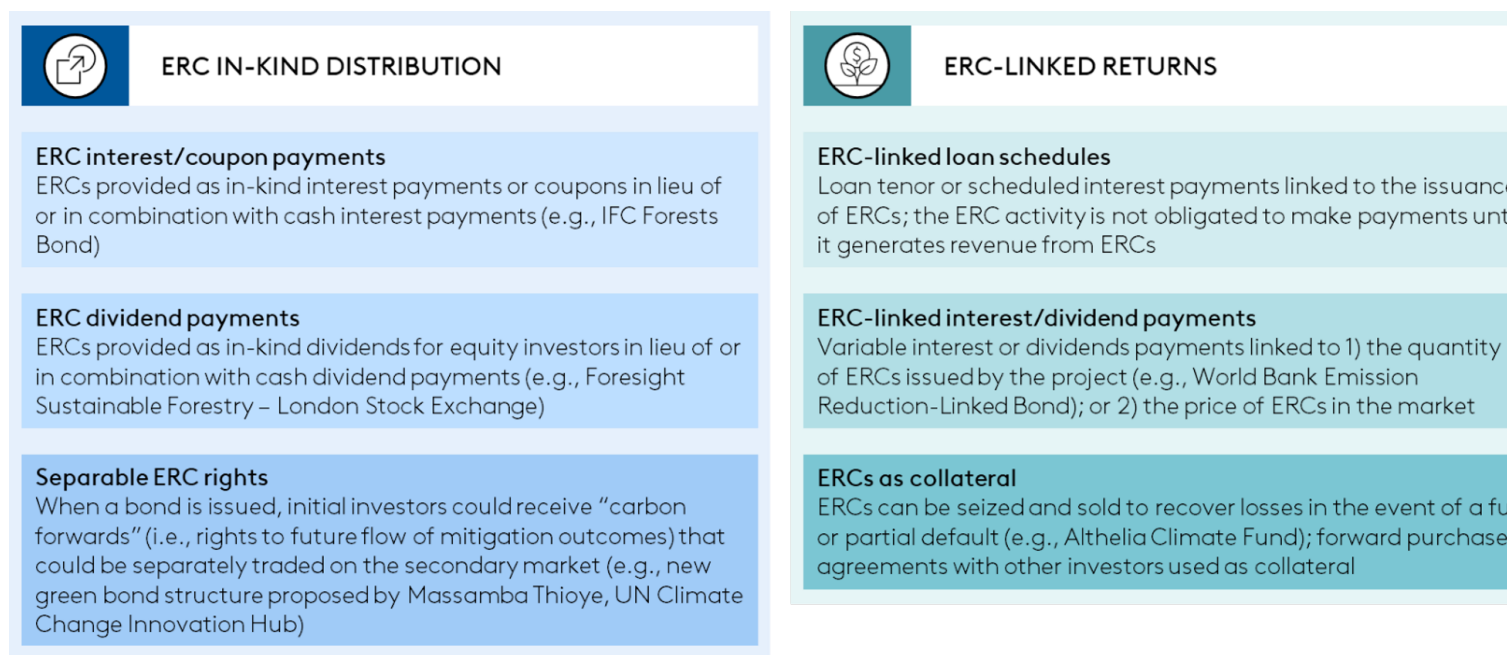 ERC IN-KIND DISTRIBUTION
ERC interest/coupon payments
ERCs provided as in-kind interest payments or coupons in lieu of
or in combination with cash interest payments (e.g., IFC Forests
Bond)
ERC dividend payments
ERCs provided as in-kind dividends for equity investors in lieu of or
in combination with cash dividend payments (e.g., Foresight
Sustainable Forestry – London Stock Exchange)
Separable ERC rights
When a bond is issued, initial investors could receive “carbon
forwards” (i.e., rights to future flow of mitigation outcomes) that
could be separately traded on the secondary market (e.g., new
green bond structure proposed by Massamba Thioye, UN Climate
Change Innovation Hub)
ERC-LINKED RETURNS
ERC-linked loan schedules
Loan tenor or scheduled interest payments linked to the issuance
of ERCs; the ERC activity is not obligated to make payments
it generates revenue from ERCs
ERC-linked interest/dividend payments
Variable interest or dividends payments linked to 1) the quantity
of ERCs issued by the project (e.g., World Bank Emission
Reduction-Linked Bond); or 2) the price of ERCs in the market
ERCs as collateral
ERCs can be seized and sold to recover losses in the event of a
or partial default (e.g., Althelia Climate Fund); forward purchase
agreements with other investors used as collateral